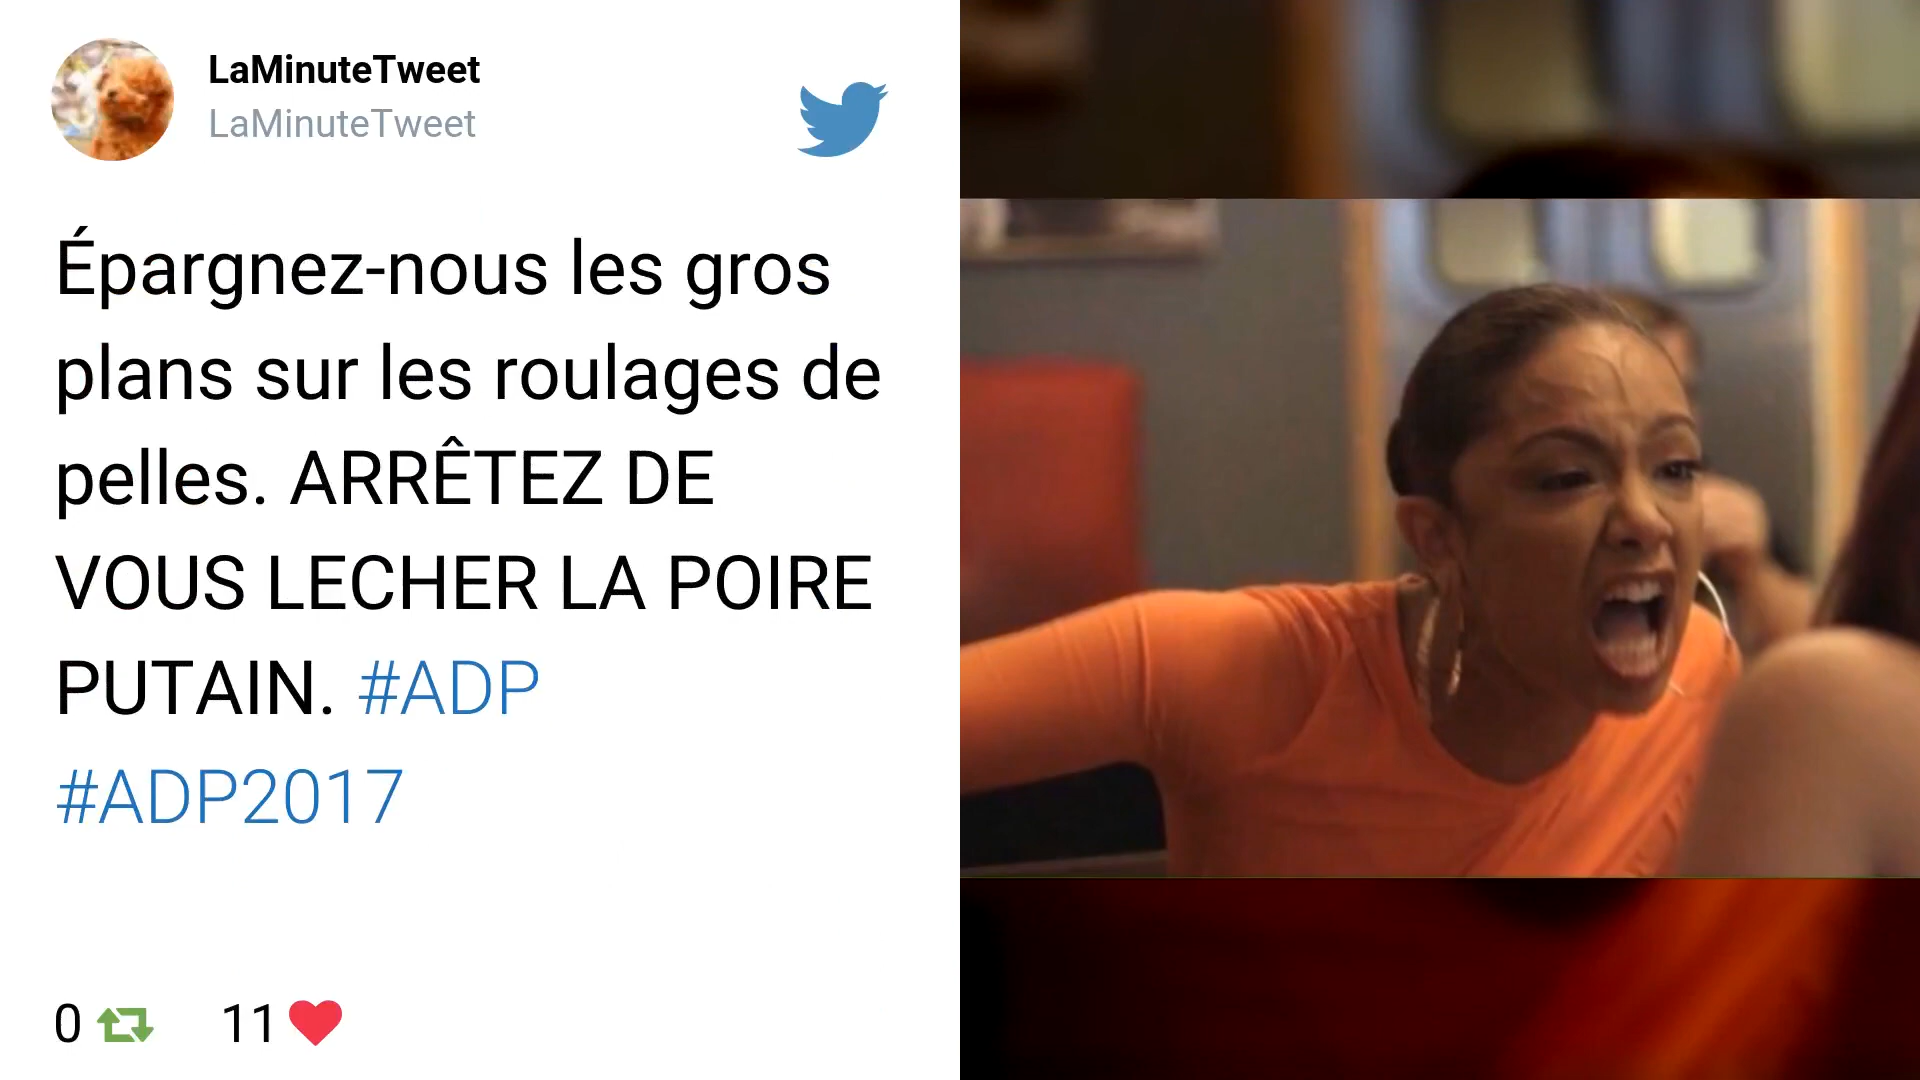 LaMinuteTweet
LaMinuteTweet
Épargnez-nous les gros
plans sur les roulages de
pelles. ARRÊTEZ DE
VOUS LECHER LA POIRE
PUTAIN. #ADP
#ADP2017
0 11